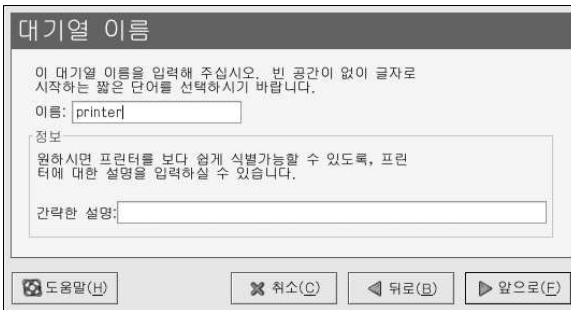 대기열 이름
이 대기열 이름을 입력해 주십시오. 빈 공간이 없이 글자로
시작하는 짧은 단어를 선택하시기 바랍니다.
이름: printer
정보
원하시면 프린터를 보다 쉽게 식별가능할 수 있도록, 프린
터에 대한 설명을 입력하실 수 있습니다.
간략한 설명:
도움말(H) 취소(C) 뒤로(B) 앞으로(F)